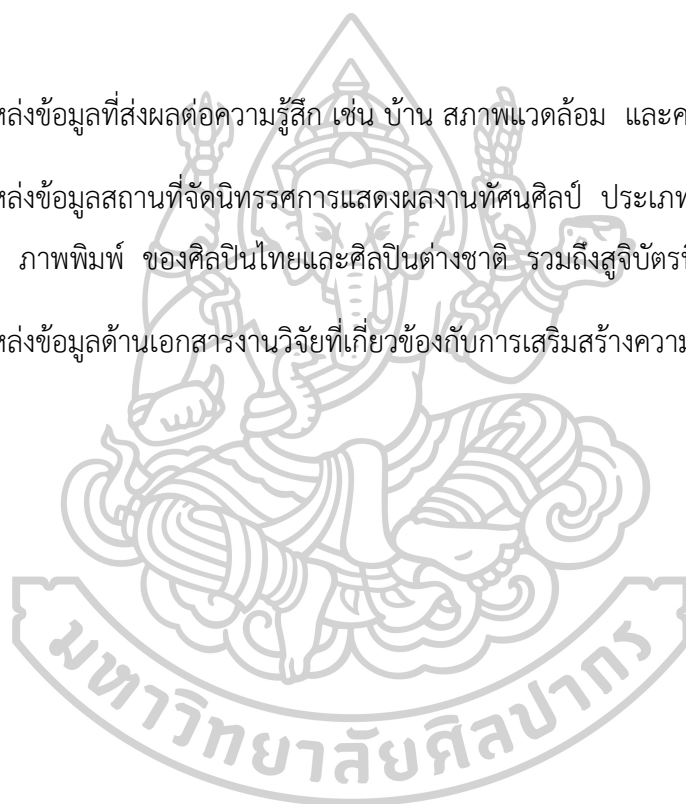 หล่งข้อมูลที่ส่งผลต่อความรู้สึก เช่น บ้าน สภาพแวดล้อม และค
หล่งข้อมูลสถานที่จัดนิทรรศการแสดงผลงานทัศนศิลป์ ประเภท
ภาพพิมพ์ ของศิลปินไทยและศิลปินต่างชาติ รวมถึงสูจิบัตร
หล่งข้อมูลด้านเอกสารงานวิจัยที่เกี่ยวข้องกับการเสริมสร้างความ
มหาวิทยาลัยศิลปากร